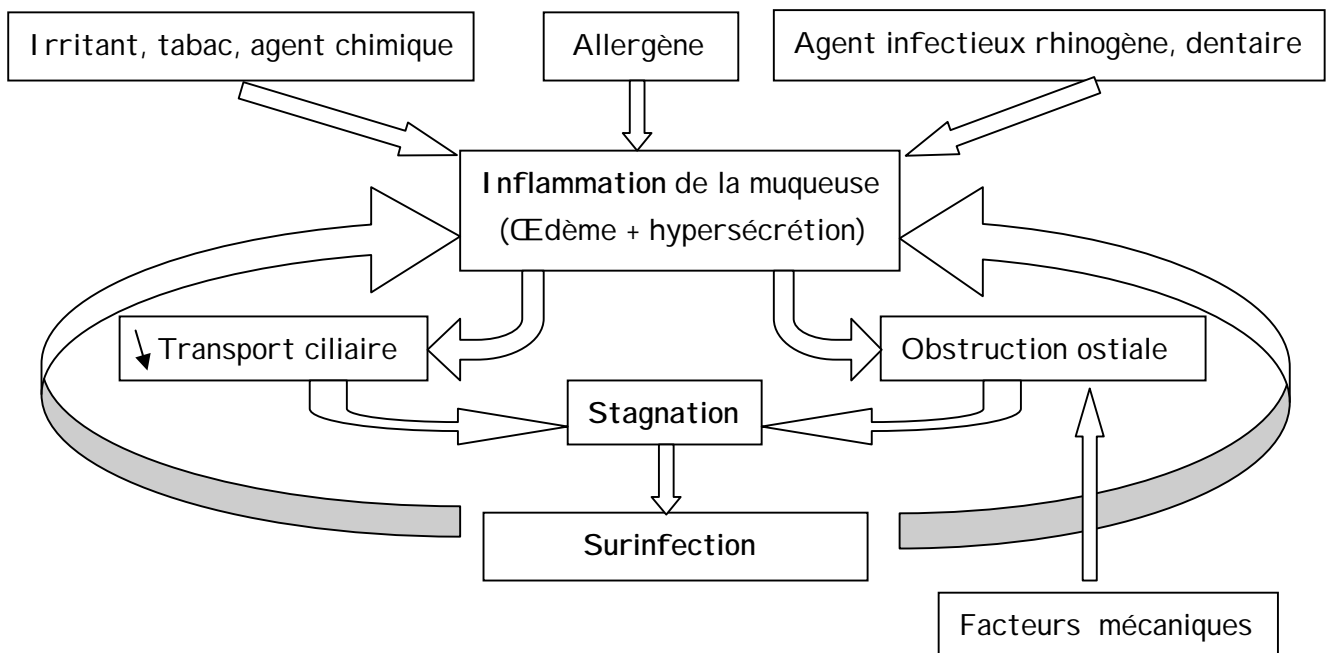 Irritant, tabac, agent chimique
Allergène
Agent infectieux rhinogène, dentaire
Inflammation de la muqueuse
(Œdème + hypersécrétion)
Transport ciliaire
Obstruction ostiale
Stagnation
Surinfection
Facteurs mécaniques